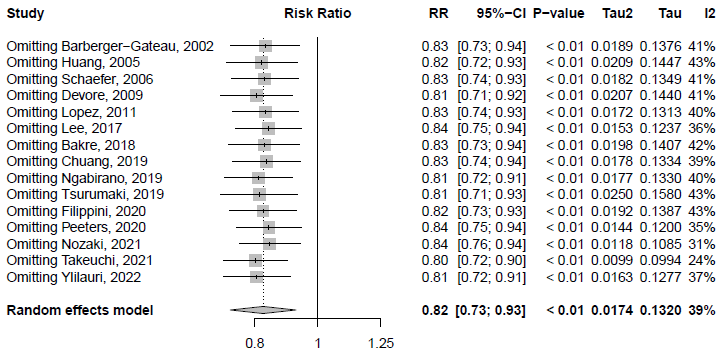 Study Risk Ratio RR 95%−CI P−value Tau2 Tau I2
Omitting Barberger−Gateau, 2002 0.83 [0.73; 0.94] < 0.01 0.0189 0.1376 41%
Omitting Huang, 2005 0.82 [0.72; 0.93] < 0.01 0.0209 0.1447 43%
Omitting Schaefer, 2006 0.83 [0.74; 0.93] < 0.01 0.0182 0.1349 41%
Omitting Devore, 2009 0.81 [0.71; 0.92] < 0.01 0.0207 0.1440 41%
Omitting Lopez, 2011 0.83 [0.74; 0.93] < 0.01 0.0172 0.1313 40%
Omitting Lee, 2017 0.84 [0.75; 0.94] < 0.01 0.0153 0.1237 36%
Omitting Bakre, 2018 0.83 [0.73; 0.94] < 0.01 0.0198 0.1407 42%
Omitting Chuang, 2019 0.83 [0.74; 0.94] < 0.01 0.0178 0.1334 39%
Omitting Ngabirano, 2019 0.81 [0.72; 0.91] < 0.01 0.0177 0.1330 40%
Omitting Tsurumaki, 2019 0.81 [0.71; 0.93] < 0.01 0.0250 0.1580 43%
Omitting Filippini, 2020 0.82 [0.73; 0.93] < 0.01 0.0192 0.1387 43%
Omitting Peeters, 2020 0.84 [0.75; 0.94] < 0.01 0.0144 0.1200 35%
Omitting Nozaki, 2021 0.84 [0.76; 0.94] < 0.01 0.0118 0.1085 31%
Omitting Takeuchi, 2021 0.80 [0.72; 0.90] < 0.01 0.0099 0.0994 24%
Omitting Ylilauri, 2022 0.81 [0.72; 0.91] < 0.01 0.0163 0.1277 37%
Random effects model 0.82 [0.73; 0.93] < 0.01 0.0174 0.1320 39%
0.8 1 1.25